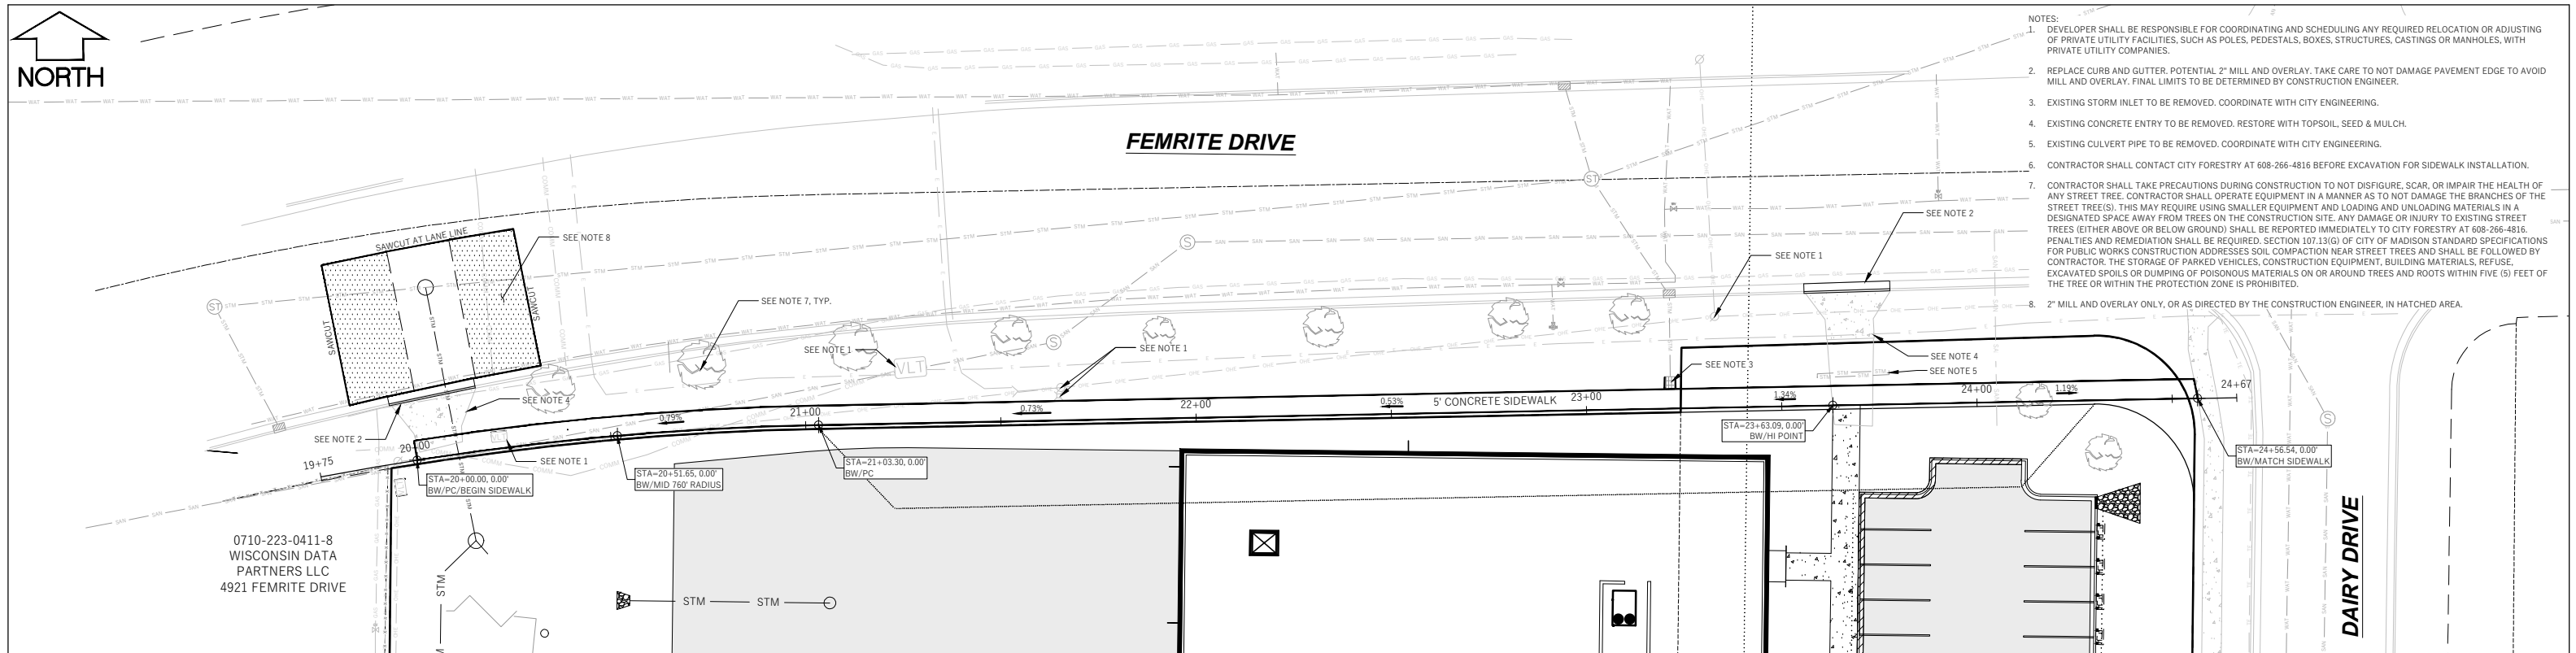 NORTH
FEMRITE DRIVE
NOTES:
1. DEVELOPER SHALL BE RESPONSIBLE FOR COORDINATING AND SCHEDULING ANY REQUIRED RELOCATION OR ADJUSTING
OF PRIVATE UTILITY FACILITIES, SUCH AS POLES, PEDESTALS, BOXES, STRUCTURES, CASTINGS OR MANHOLES, WITH
PRIVATE UTILITY COMPANIES.
2. REPLACE CURB AND GUTTER. POTENTIAL 2" MILL AND OVERLAY. TAKE CARE TO NOT DAMAGE PAVEMENT EDGE TO AVOID
MILL AND OVERLAY. FINAL LIMITS TO BE DETERMINED BY CONSTRUCTION ENGINEER.
3. EXISTING STORM INLET TO BE REMOVED. COORDINATE WITH CITY ENGINEERING.
4. EXISTING CONCRETE ENTRY TO BE REMOVED. RESTORE WITH TOPSOIL, SEED & MULCH.
5. EXISTING CULVERT PIPE TO BE REMOVED. COORDINATE WITH CITY ENGINEERING.
6. CONTRACTOR SHALL CONTACT CITY FORESTRY AT 608-266-4816 BEFORE EXCAVATION FOR SIDEWALK INSTALLATION.
7. CONTRACTOR SHALL TAKE PRECAUTIONS DURING CONSTRUCTION TO NOT DISFIGURE, SCAR, OR IMPAIR THE HEALTH OF
ANY STREET TREE. CONTRACTOR SHALL OPERATE EQUIPMENT IN A MANNER AS TO NOT DAMAGE THE BRANCHES OF THE
STREET TREE(S). THIS MAY REQUIRE USING SMALLER EQUIPMENT AND LOADING AND UNLOADING MATERIALS IN A
DESIGNATED SPACE AWAY FROM TREES ON THE CONSTRUCTION SITE. ANY DAMAGE OR INJURY TO EXISTING STREET
TREES (EITHER ABOVE OR BELOW GROUND) SHALL BE REPORTED IMMEDIATELY TO CITY FORESTRY AT 608-266-4816.
PENALTIES AND REMEDIATION SHALL BE REQUIRED. SECTION 107.13(G) OF CITY OF MADISON STANDARD SPECIFICATIONS
FOR PUBLIC WORKS CONSTRUCTION ADDRESSES SOIL COMPACTION NEAR STREET TREES AND SHALL BE FOLLOWED BY
CONTRACTOR. THE STORAGE OF PARKED VEHICLES, CONSTRUCTION EQUIPMENT, BUILDING MATERIALS, REFUSE,
EXCAVATED SPOILS OR DUMPING OF POISONOUS MATERIALS ON OR AROUND TREES AND ROOTS WITHIN FIVE (5) FEET OF
THE TREE OR WITHIN THE PROTECTION ZONE IS PROHIBITED.
8. 2" MILL AND OVERLAY ONLY, OR AS DIRECTED BY THE CONSTRUCTION ENGINEER, IN HATCHED AREA.
SAWCUT AT LANE LINE
SEE NOTE 8
SAWCUT
SAWCUT
SEE NOTE 7, TYP.
SEE NOTE 1
VLT
SEE NOTE 1
SEE NOTE 1
SEE NOTE 2
SEE NOTE 3
SEE NOTE 4
SEE NOTE 5
SEE NOTE 4
SEE NOTE 2
SEE NOTE 1
VLT
19+75
20+00
0.79%
21+00
0.73%
22+00
0.53%
5' CONCRETE SIDEWALK
23+00
1.34%
24+00
1.19%
24+67
STA=20+00.00, 0.00'
BW/PC/BEGIN SIDEWALK
STA=20+51.65, 0.00'
BW/MID 760' RADIUS
STA=21+03.30, 0.00'
BW/PC
STA=23+63.09, 0.00'
BW/HI POINT
STA=24+56.54, 0.00'
BW/MATCH SIDEWALK
0710-223-0411-8
WISCONSIN DATA
PARTNERS LLC
4921 FEMRITE DRIVE
STM
STM
STM
DAIRY DRIVE